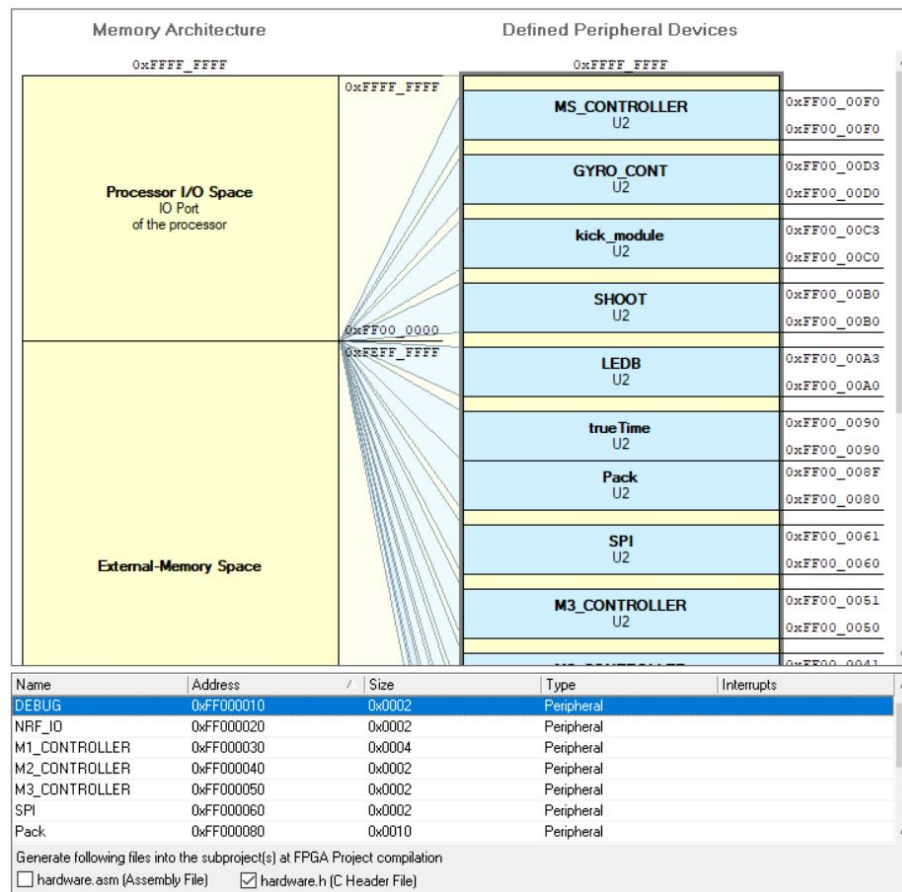 Memory Architecture
Defined Peripheral Devices
0xFFFF_FFFF
0xFFFF_FFFF
0xFFFF_FFFF
Processor I/O Space
IO Port
of the processor
0xFF00_0000
0xFEFF_FFFF
External-Memory Space
MS_CONTROLLER
U2
0xFF00_00F0
0xFF00_00F0
GYRO_CONT
U2
0xFF00_00D3
0xFF00_00D0
kick_module
U2
0xFF00_00C3
0xFF00_00C0
SHOOT
U2
0xFF00_00B0
0xFF00_00B0
LEDB
U2
0xFF00_00A3
0xFF00_00A0
trueTime
U2
0xFF00_0090
0xFF00_0090
Pack
U2
0xFF00_008F
0xFF00_0080
SPI
U2
0xFF00_0061
0xFF00_0060
M3_CONTROLLER
U2
0xFF00_0051
0xFF00_0050
0xFF00_0041
Name Address Size Type Interrupts
DEBUG 0xFF000010 0x0002 Peripheral
NRF_IO 0xFF000020 0x0002 Peripheral
M1_CONTROLLER 0xFF000030 0x0004 Peripheral
M2_CONTROLLER 0xFF000040 0x0002 Peripheral
M3_CONTROLLER 0xFF000050 0x0002 Peripheral
SPI 0xFF000060 0x0002 Peripheral
Pack 0xFF000080 0x0010 Peripheral
Generate following files into the subproject(s) at FPGA Project compilation
hardware.asm (Assembly File) hardware.h (C Header File)